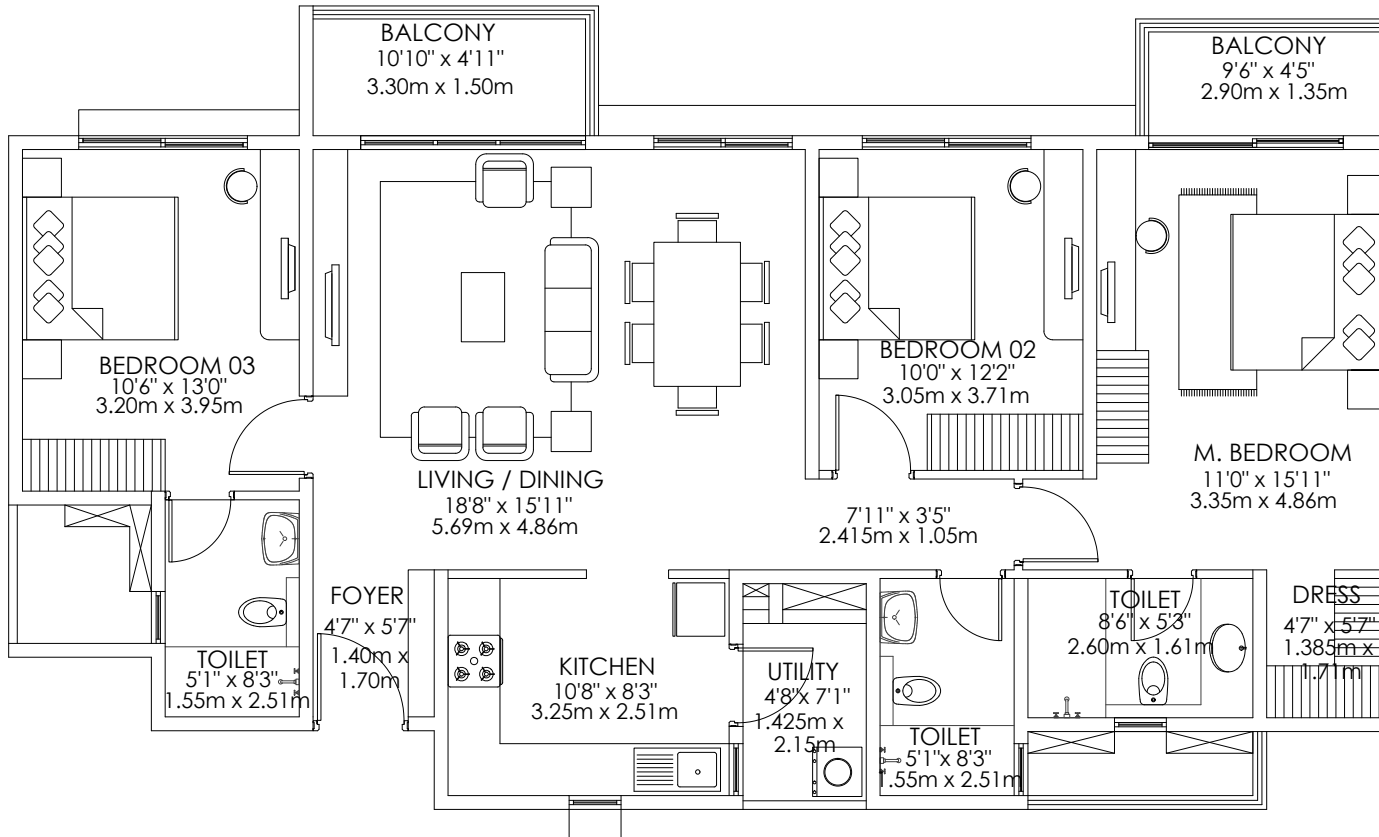 BALCONY
10'10" x 4'11"
3.30m x 1.50m
BALCONY
9'6" x 4'5"
2.90m x 1.35m
BEDROOM 03
10'6" x 13'0"
3.20m x 3.95m
BEDROOM 02
10'0" x 12'2"
3.05m x 3.71m
M. BEDROOM
11'0" x 15'11"
3.35m x 4.86m
LIVING / DINING
18'8" x 15'11"
5.69m x 4.86m
7'11" x 3'5"
2.415m x 1.05m
FOYER
4'7" x 5'7"
1.40m x
1.70m
TOILET
5'1" x 8'3"
1.55m x 2.51m
KITCHEN
10'8" x 8'3"
3.25m x 2.51m
UTILITY
4'8" x 7'1"
1.425m x
2.15m
TOILET
5'1"x 8'3"
1.55m x 2.51m
TOILET
8'6" x 5'3"
2.60m x 1.61m
DRESS
4'7" x 5'7"
1.385m x
1.71m